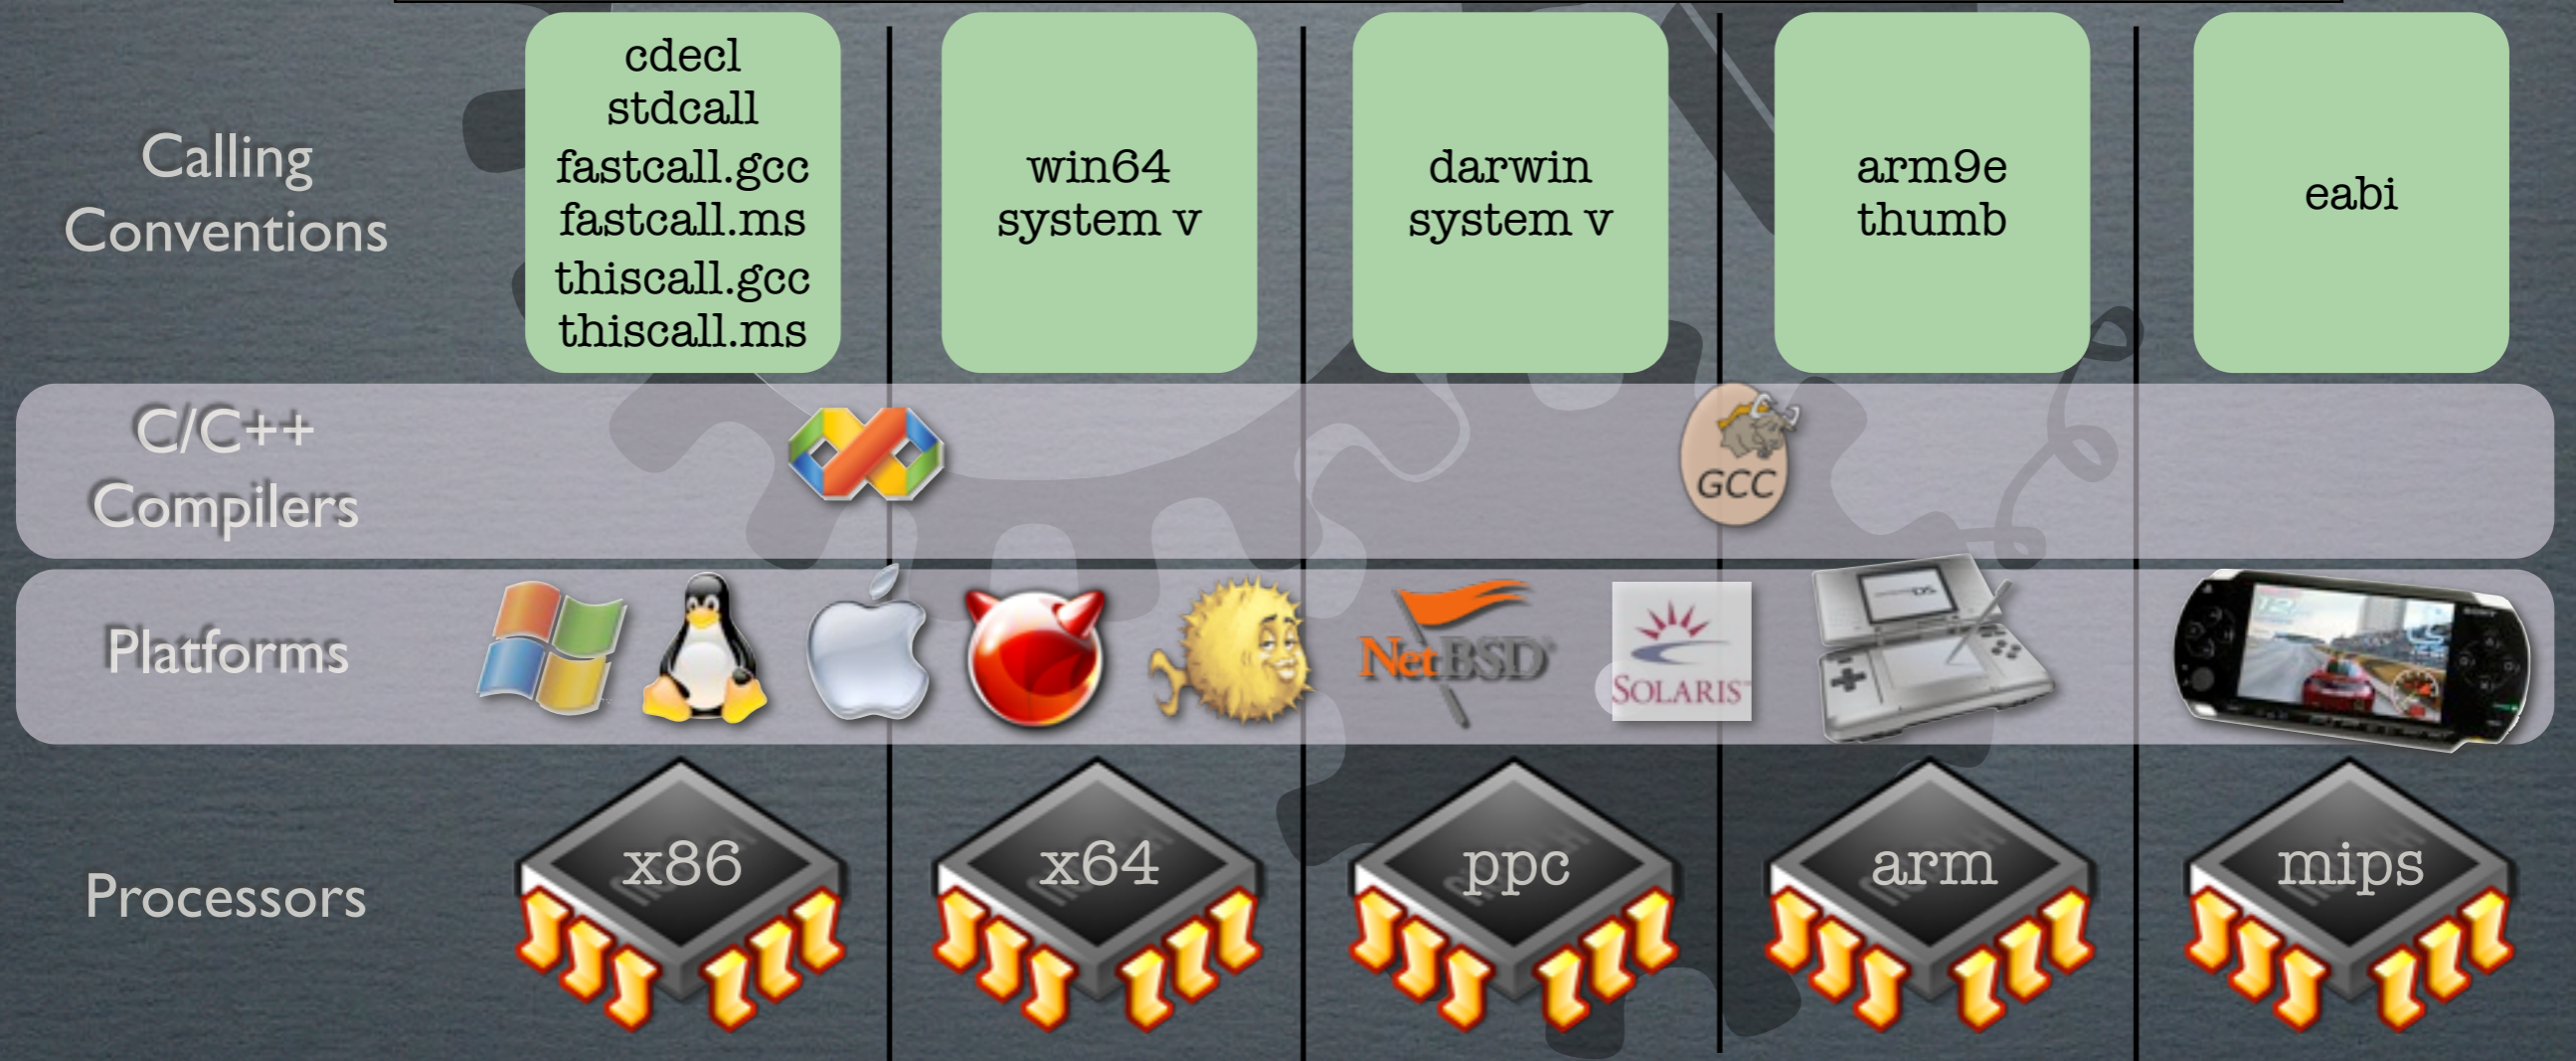 Calling
Conventions
cdecl
stdcall
fastcall.gcc
fastcall.ms
thiscall.gcc
thiscall.ms
win64
system v
darwin
system v
arm9e
thumb
eabi
C/C++
Compilers
GCC
Platforms
NetBSD®
SOLARIS™
Processors
x86
x64
ppc
arm
mips